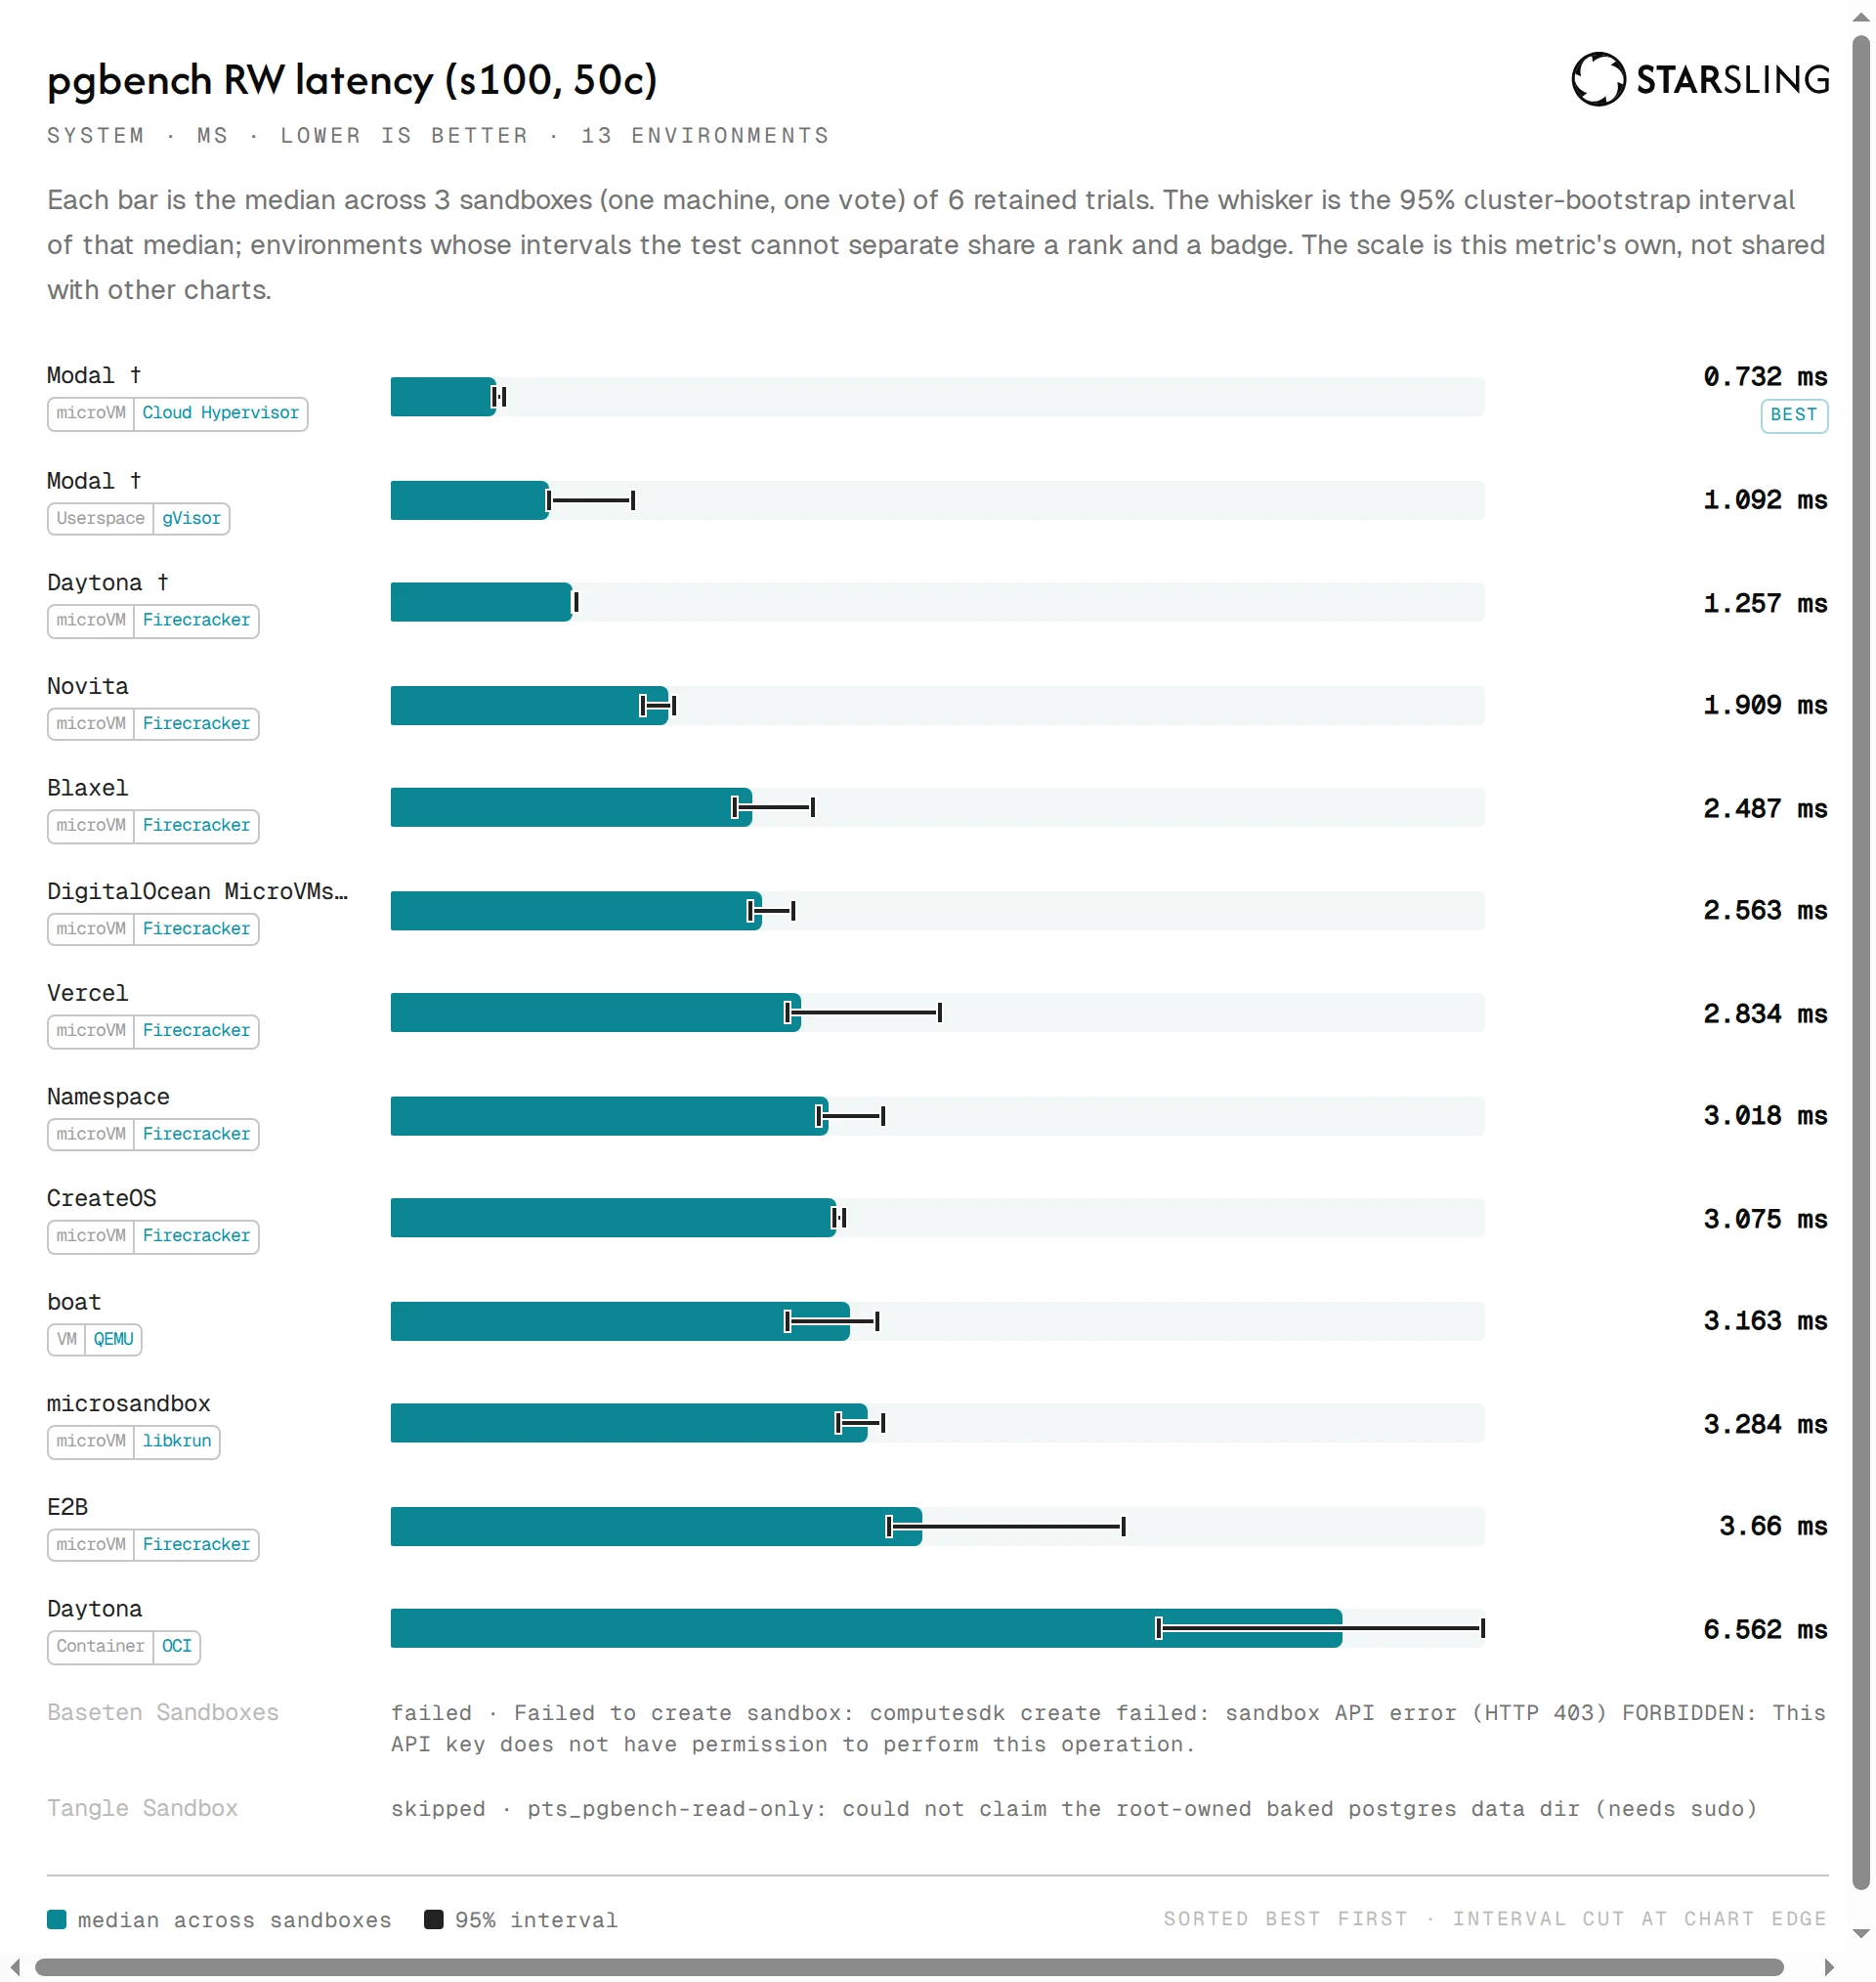 pgbench RW latency (s100, 50c)
STARSLING
SYSTEM · MS · LOWER IS BETTER · 13 ENVIRONMENTS
Each bar is the median across 3 sandboxes (one machine, one vote) of 6 retained trials. The whisker is the 95% cluster-bootstrap interval
of that median; environments whose intervals the test cannot separate share a rank and a badge. The scale is this metric's own, not shared
with other charts.
Modal †
microVM Cloud Hypervisor
0.732 ms
BEST
Modal †
Userspace gVisor
1.092 ms
Daytona †
microVM Firecracker
1.257 ms
Novita
microVM Firecracker
1.909 ms
Blaxel
microVM Firecracker
2.487 ms
DigitalOcean MicroVMs…
microVM Firecracker
2.563 ms
Vercel
microVM Firecracker
2.834 ms
Namespace
microVM Firecracker
3.018 ms
CreateOS
microVM Firecracker
3.075 ms
boat
VM QEMU
3.163 ms
microsandbox
microVM libkrun
3.284 ms
E2B
microVM Firecracker
3.66 ms
Daytona
Container OCI
6.562 ms
Baseten Sandboxes
failed · Failed to create sandbox: computesdk create failed: sandbox API error (HTTP 403) FORBIDDEN: This
API key does not have permission to perform this operation.
Tangle Sandbox
skipped · pts_pgbench-read-only: could not claim the root-owned baked postgres data dir (needs sudo)
median across sandboxes
95% interval
SORTED BEST FIRST · INTERVAL CUT AT CHART EDGE